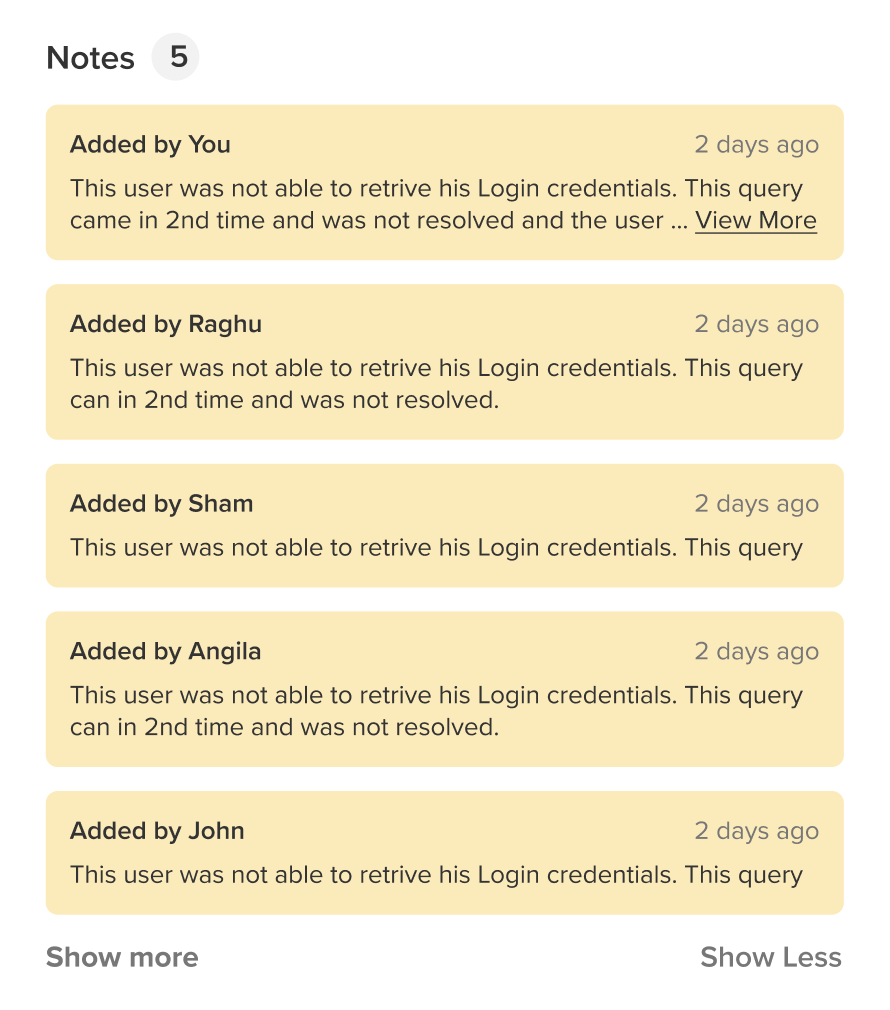 Notes 5
Added by You 2 days ago
This user was not able to retrive his Login credentials. This query
came in 2nd time and was not resolved and the user ... View More
Added by Raghu 2 days ago
This user was not able to retrive his Login credentials. This query
can in 2nd time and was not resolved.
Added by Sham 2 days ago
This user was not able to retrive his Login credentials. This query
Added by Angila 2 days ago
This user was not able to retrive his Login credentials. This query
can in 2nd time and was not resolved.
Added by John 2 days ago
This user was not able to retrive his Login credentials. This query
Show more Show Less